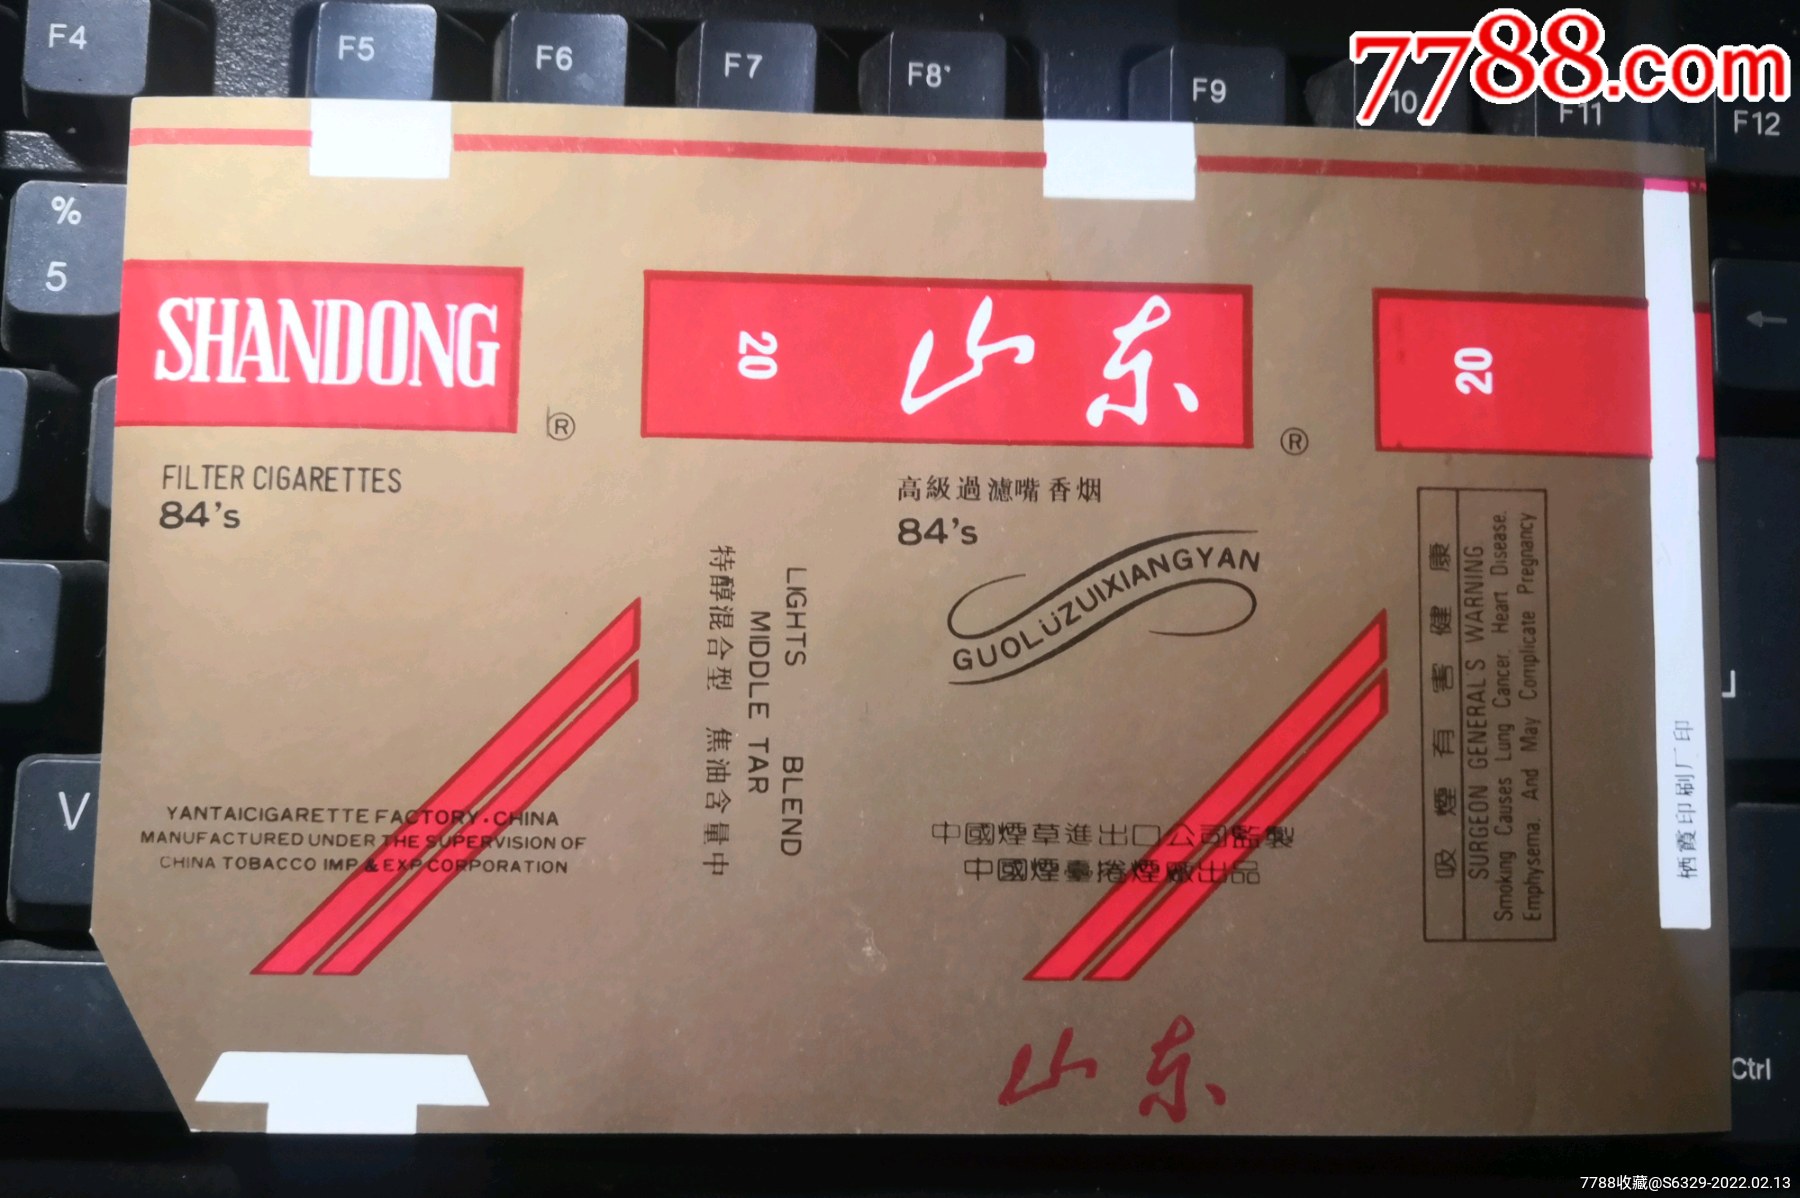 7788.com
F4
F5
F6
F7
F8
F9
10
F11
F12
%
5
V
Ctrl
SHANDONG
®
20
山东
®
20
FILTER CIGARETTES
84's
高級過濾嘴香烟
84's
GUOLÜZUIXIANGYAN
LIGHTS BLEND
MIDDLE TAR
特醇混合型 焦油含量中
吸煙有害健康
SURGEON GENERAL'S WARNING
Smoking Causes Lung Cancer. Heart Disease.
Emphysema. And May Complicate Pregnancy
栖霞印刷厂印
YANTAICIGARETTE FACTORY·CHINA
MANUFACTURED UNDER THE SUPERVISION OF
CHINA TOBACCO IMP & EXP CORPORATION
中國煙草進出口公司監製
中國煙臺捲煙廠出品
山东
7788收藏@S6329-2022.02.13